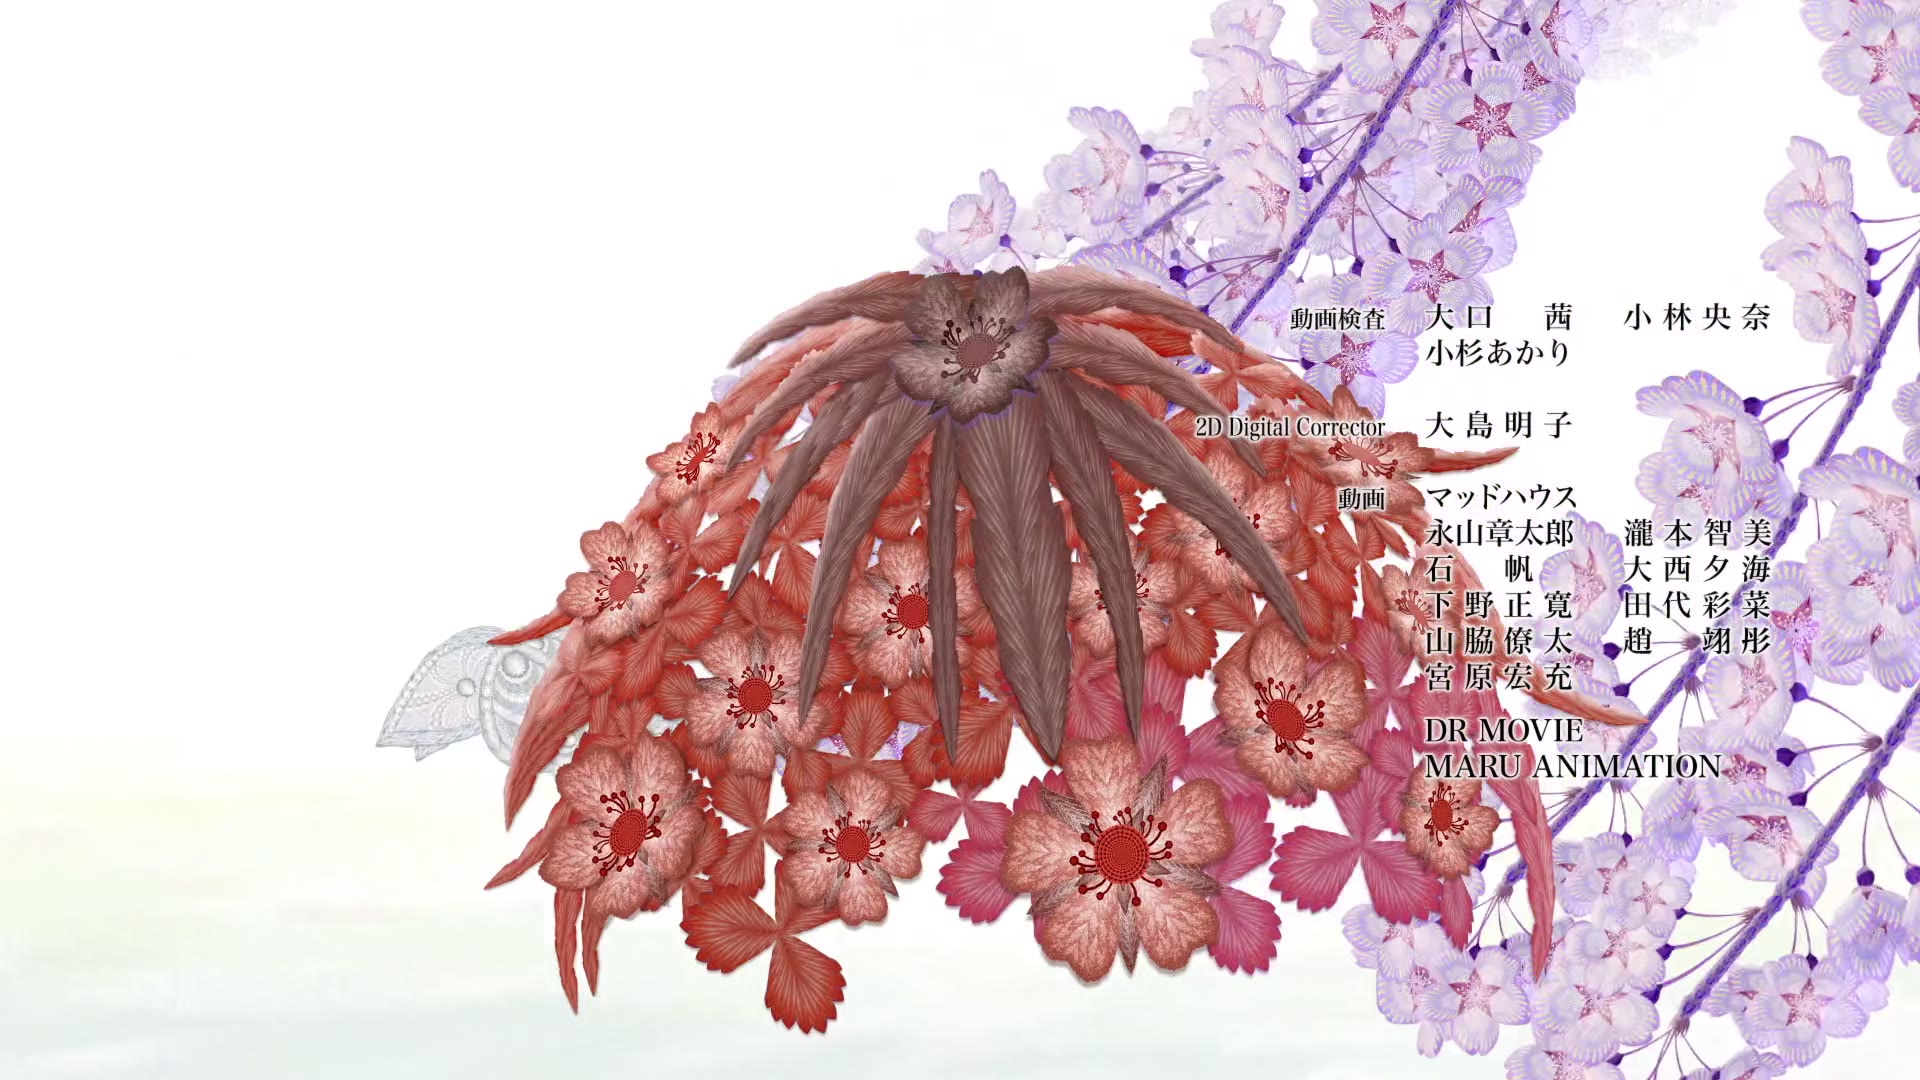 動画検査 大口 茜 小林央奈
小杉あかり
2D Digital Corrector 大島明子
動画 マッドハウス
永山章太郎 瀧本智美
石 帆 大西夕海
下野正寛 田代彩菜
山脇僚太 趙 翊彤
宮原宏充
DR MOVIE
MARU ANIMATION